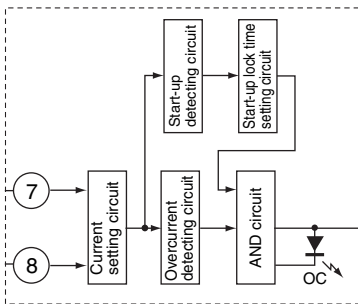 Start-up
detecting circuit
Start-up lock time
setting circuit
7
8
Current
setting circuit
Overcurrent
detecting circuit
AND circuit
OC